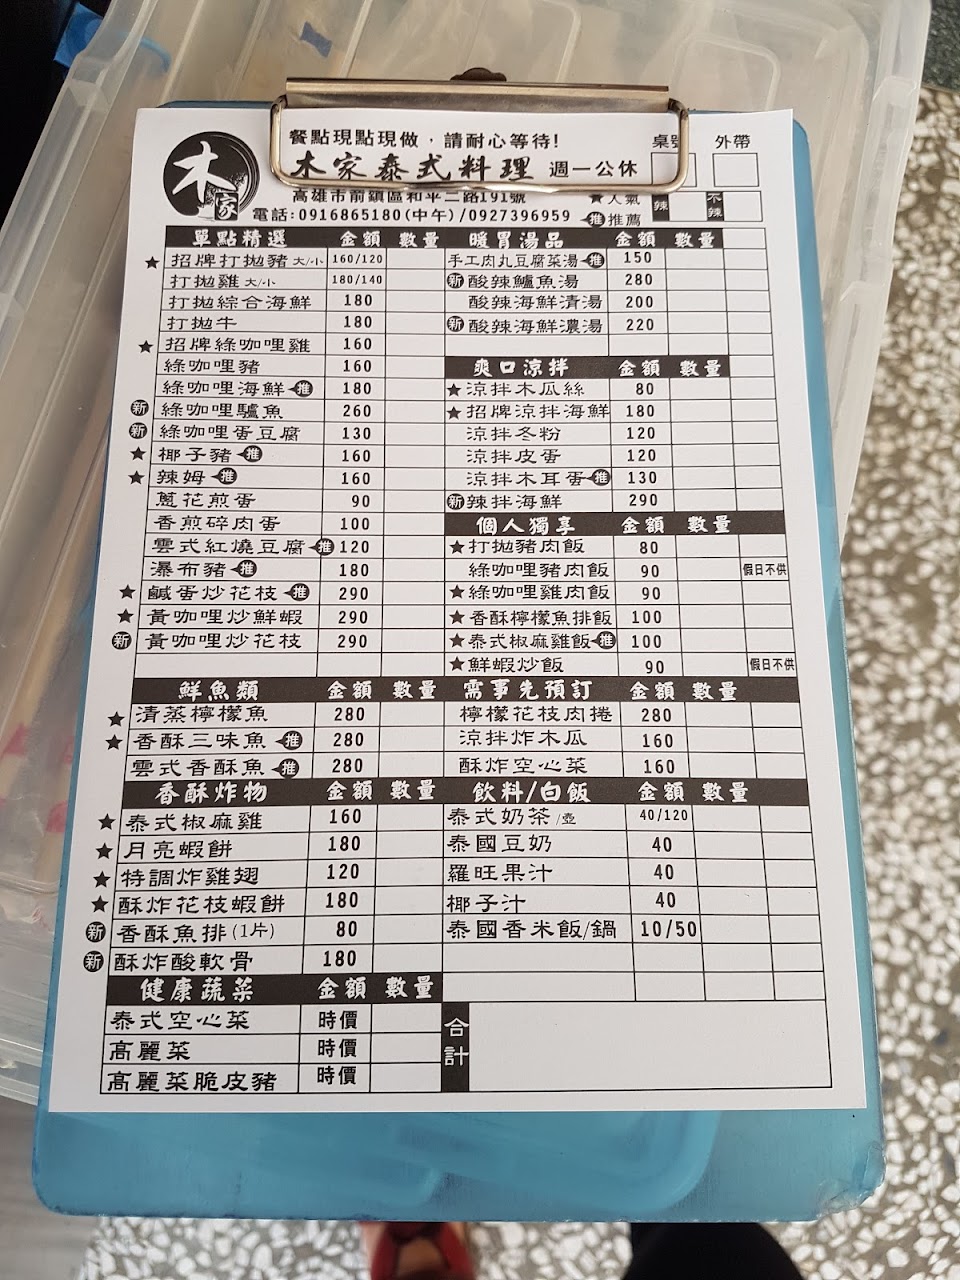 餐點現點現做，請耐心等待!
木家泰式料理 週一公休
木家
高雄市前鎮區和平二路191號
電話:0916865180(中午)/0927396959
桌號 外帶
人氣 辣 不辣
推 推薦
單點精選 金額 數量
★ 招牌打拋豬 大/小 160/120
打拋雞 大/小 180/140
打拋綜合海鮮 180
打拋牛 180
★ 招牌綠咖哩雞 160
綠咖哩豬 160
綠咖哩海鮮 推 180
新 綠咖哩驢魚 260
新 綠咖哩蛋豆腐 130
★ 椰子豬 推 160
★ 辣姆 推 160
蔥花煎蛋 90
香煎碎肉蛋 100
雲式紅燒豆腐 推 120
瀑布豬 推 180
★ 鹹蛋炒花枝 推 290
★ 黃咖哩炒鮮蝦 290
新 黃咖哩炒花枝 290
鮮魚類 金額 數量
★ 清蒸檸檬魚 280
★ 香酥三味魚 推 280
雲式香酥魚 推 280
香酥炸物 金額 數量
★ 泰式椒麻雞 160
★ 月亮蝦餅 180
★ 特調炸雞翅 120
★ 酥炸花枝蝦餅 180
新 香酥魚排(1片) 80
新 酥炸酸軟骨 180
健康蔬菜 金額 數量
泰式空心菜 時價
高麗菜 時價
高麗菜脆皮豬 時價
暖胃湯品 金額 數量
手工肉丸豆腐菜湯 推 150
新 酸辣鱸魚湯 280
酸辣海鮮清湯 200
新 酸辣海鮮濃湯 220
爽口涼拌 金額 數量
★ 涼拌木瓜絲 80
★ 招牌涼拌海鮮 180
涼拌冬粉 120
涼拌皮蛋 120
涼拌木耳蛋 推 130
新 辣拌海鮮 290
個人獨享 金額 數量
★ 打拋豬肉飯 80
綠咖哩豬肉飯 90 假日不供
★ 綠咖哩雞肉飯 90
★ 香酥檸檬魚排飯 100
★ 泰式椒麻雞飯 推 100
★ 鮮蝦炒飯 90 假日不供
需事先預訂 金額 數量
檸檬花枝肉捲 280
涼拌炸木瓜 160
酥炸空心菜 160
飲料/白飯 金額 數量
泰式奶茶/壺 40/120
泰國豆奶 40
羅旺果汁 40
椰子汁 40
泰國香米飯/鍋 10/50
合計